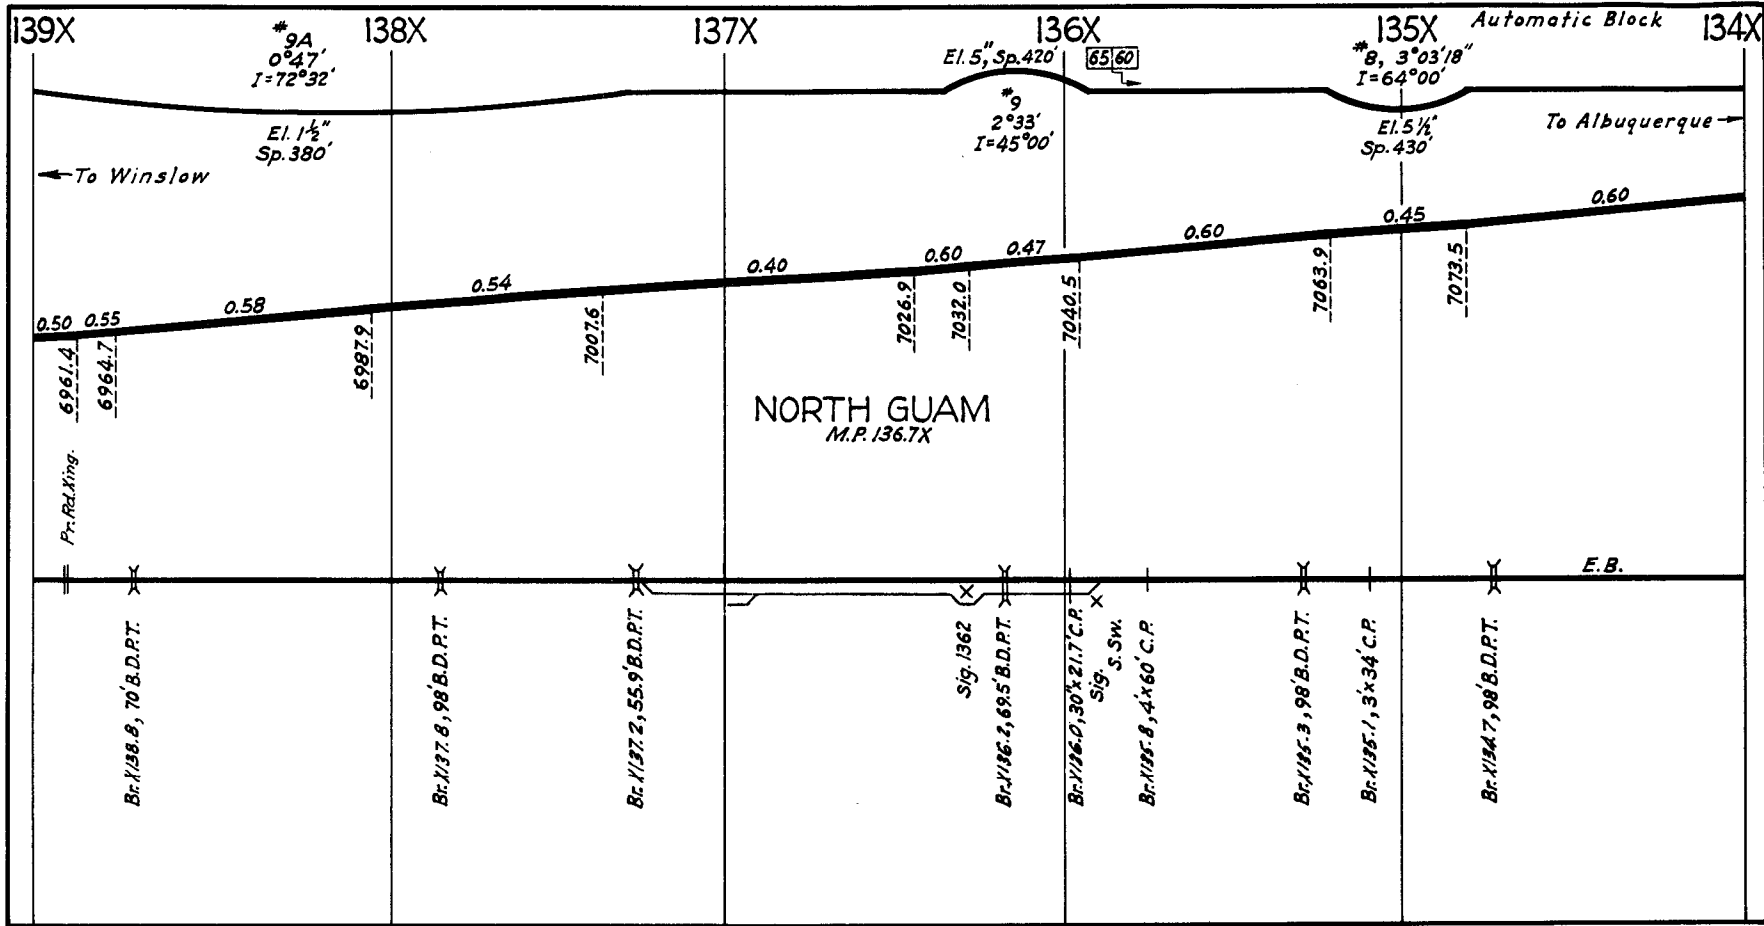 139X 138X 137X 136X 135X 134X
Automatic Block
#9A
0°47'
I=72°32'
El. 1½"
Sp. 380'
El. 5", Sp. 420'
65 60
#9
2°33'
I=45°00'
#8, 3°03'18"
I=64°00'
El. 5½"
Sp. 430'
To Albuquerque
To Winslow
0.50 0.55 0.58 0.54 0.40 0.60 0.47 0.60 0.45 0.60
6961.4
6964.7
6987.9
7007.6
7026.9
7032.0
7040.5
7063.9
7073.5
NORTH GUAM
M.P. 136.7X
Pr. Rd. Xing.
E.B.
Br. X138.8, 70' B.D.P.T.
Br. X137.8, 98' B.D.P.T.
Br. X137.2, 55.9' B.D.P.T.
Sig. 1362
Br. X136.2, 69.5' B.D.P.T.
Br. X136.0, 30"x21.7' C.P.
Sig.
S. Sw.
Br. X135.8, 4'x60' C.P.
Br. X135.3, 98' B.D.P.T.
Br. X135.1, 3'x34' C.P.
Br. X134.7, 98' B.D.P.T.